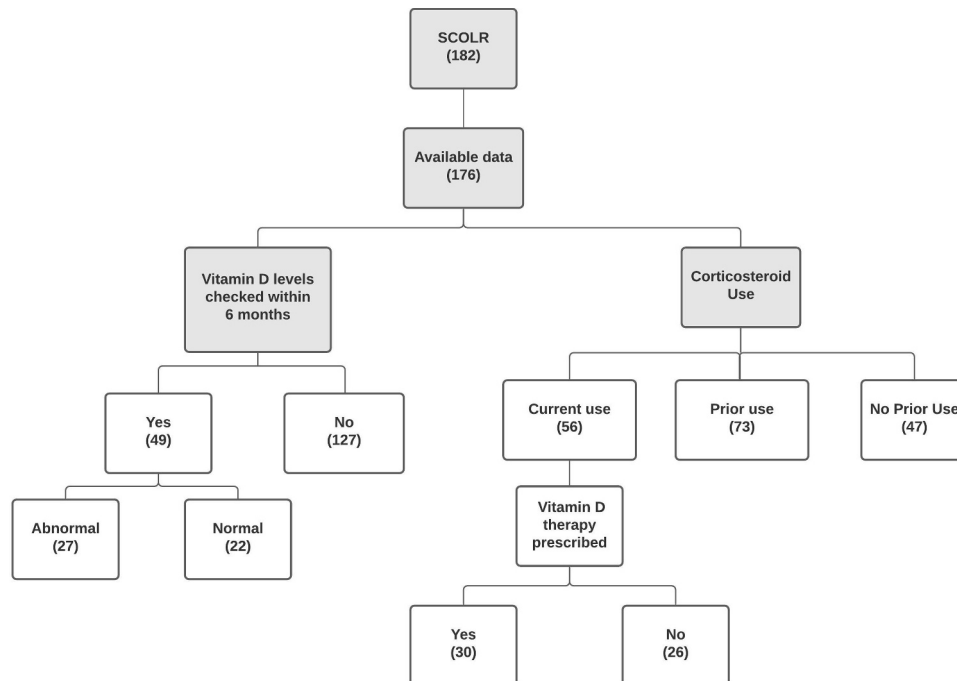 SCOLR
(182)
Available data
(176)
Vitamin D levels
checked within
6 months
Corticosteroid
Use
Yes
(49)
No
(127)
Current use
(56)
Prior use
(73)
No Prior Use
(47)
Abnormal
(27)
Normal
(22)
Vitamin D
therapy
prescribed
Yes
(30)
No
(26)